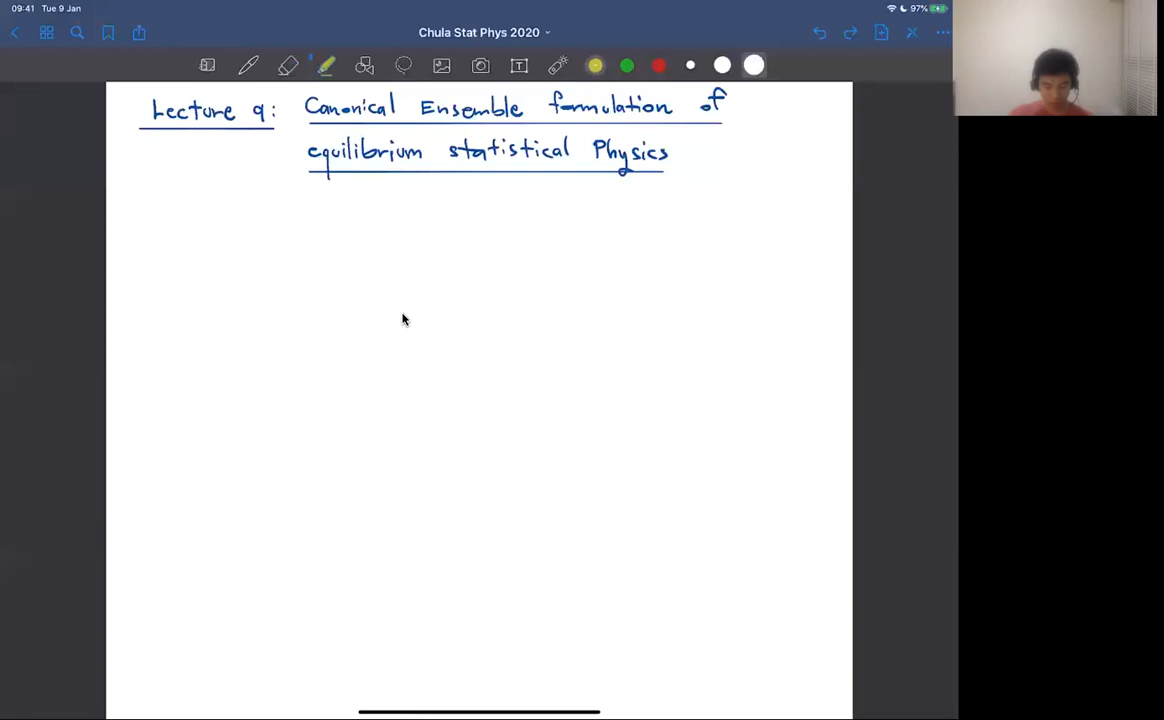 09:41 Tue 9 Jan
97%
Chula Stat Phys 2020
Lecture 9: Canonical Ensemble formulation of
equilibrium statistical Physics